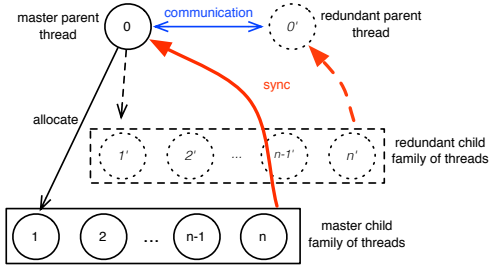 master parent
thread
0
communication
0'
redundant parent
thread
sync
allocate
1'
2'
...
n-1'
n'
redundant child
family of threads
1
2
...
n-1
n
master child
family of threads